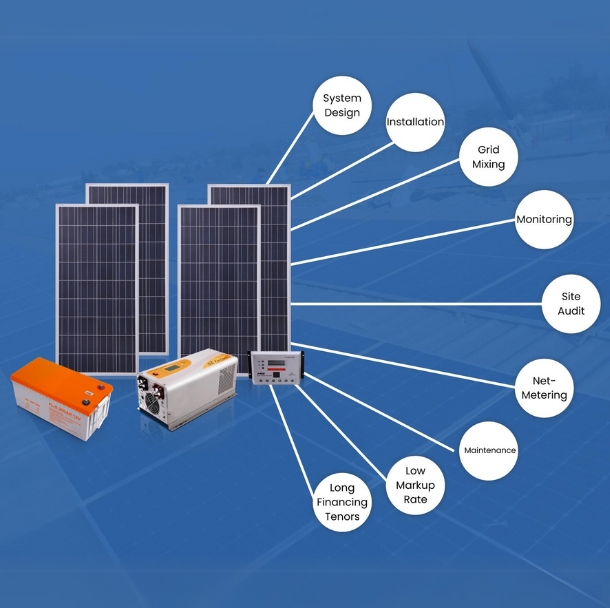 System
Design
Installation
Grid
Mixing
Monitoring
Site
Audit
Net-
Metering
Maintenance
Low
Markup
Rate
Long
Financing
Tenors